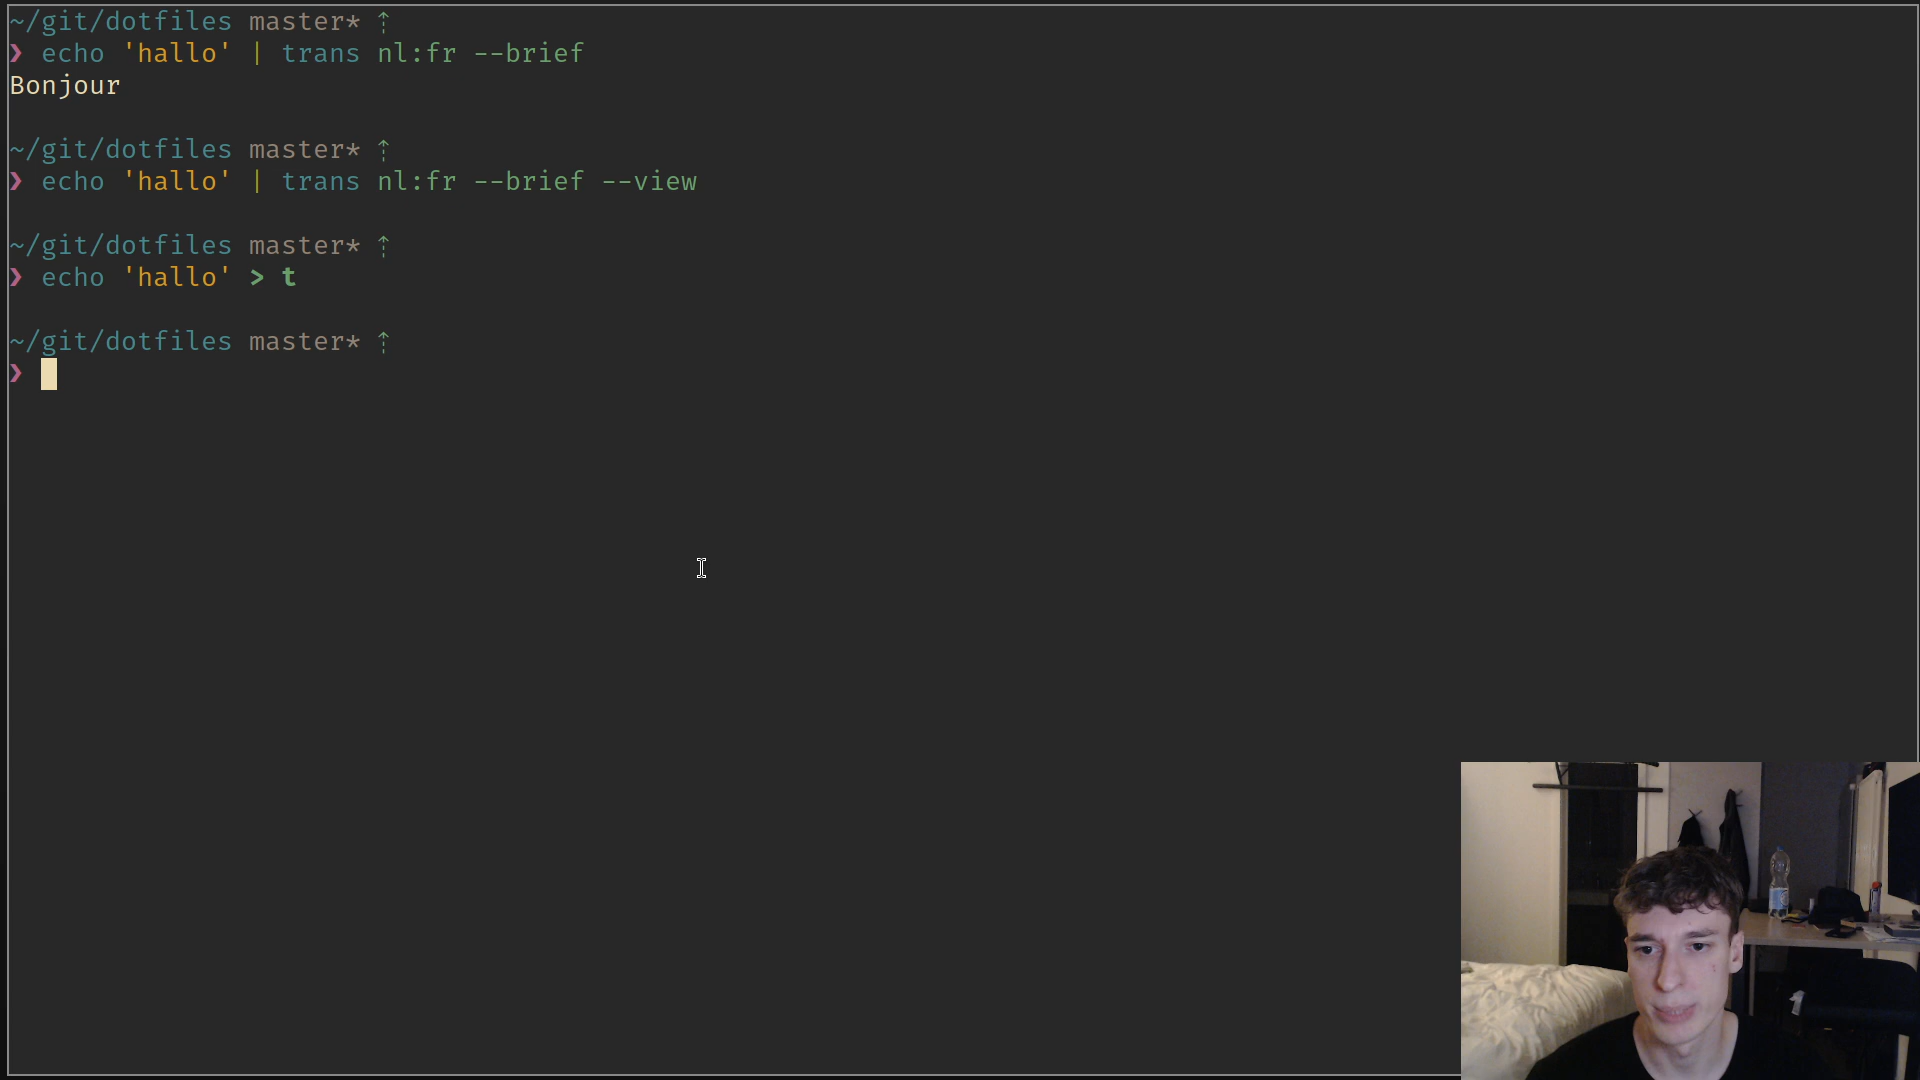 ~/git/dotfiles master* ⇡
❯ echo 'hallo' | trans nl:fr --brief
Bonjour
~/git/dotfiles master* ⇡
❯ echo 'hallo' | trans nl:fr --brief --view
~/git/dotfiles master* ⇡
❯ echo 'hallo' > t
~/git/dotfiles master* ⇡
❯